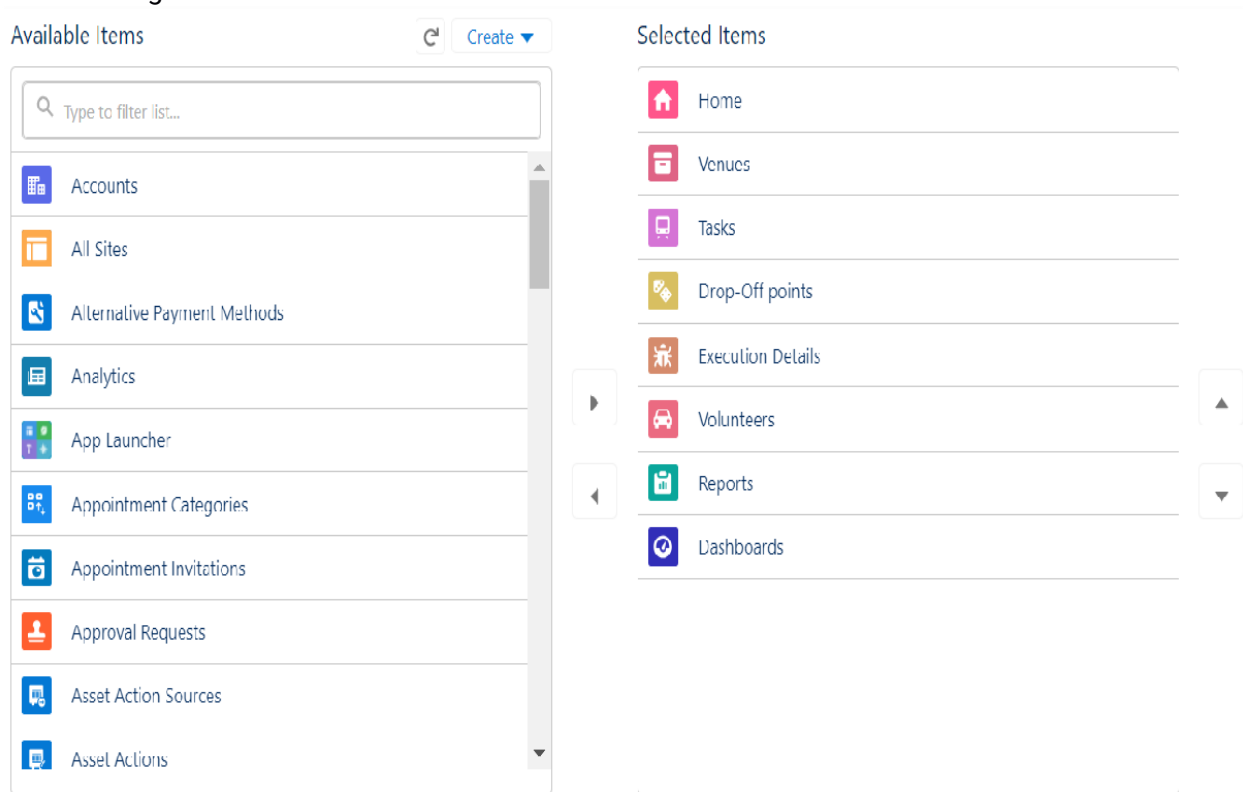 Available Items
Create
Type to filter list...
Accounts
All Sites
Alternative Payment Methods
Analytics
App Launcher
Appointment Categories
Appointment Invitations
Approval Requests
Asset Action Sources
Asset Actions
Selected Items
Home
Venues
Tasks
Drop-Off points
Execution Details
Volunteers
Reports
Dashboards